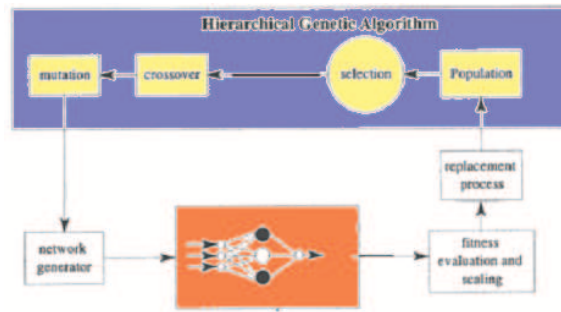 Hierarchical Genetic Algorithm
mutation
crossover
selection
Population
replacement
process
network
generator
fitness
evaluation and
scaling